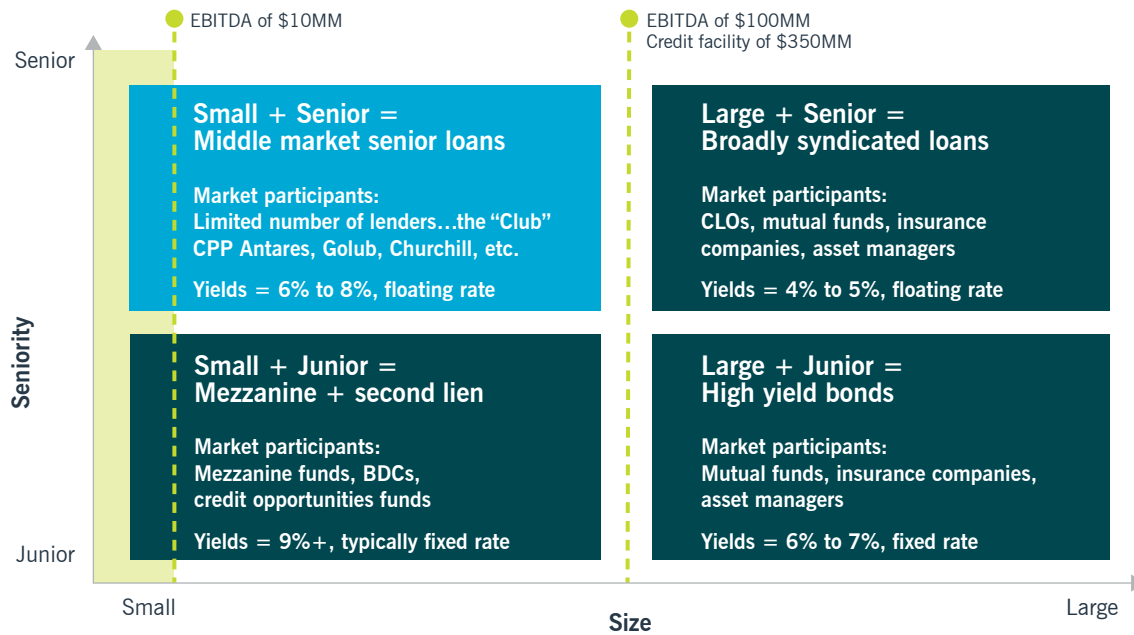 EBITDA of $10MM
EBITDA of $100MM
Credit facility of $350MM
Senior
Small + Senior =
Middle market senior loans
Market participants:
Limited number of lenders…the “Club”
CPP Antares, Golub, Churchill, etc.
Yields = 6% to 8%, floating rate
Large + Senior =
Broadly syndicated loans
Market participants:
CLOs, mutual funds, insurance
companies, asset managers
Yields = 4% to 5%, floating rate
Seniority
Small + Junior =
Mezzanine + second lien
Market participants:
Mezzanine funds, BDCs,
credit opportunities funds
Yields = 9%+, typically fixed rate
Large + Junior =
High yield bonds
Market participants:
Mutual funds, insurance companies,
asset managers
Yields = 6% to 7%, fixed rate
Junior
Small
Size
Large